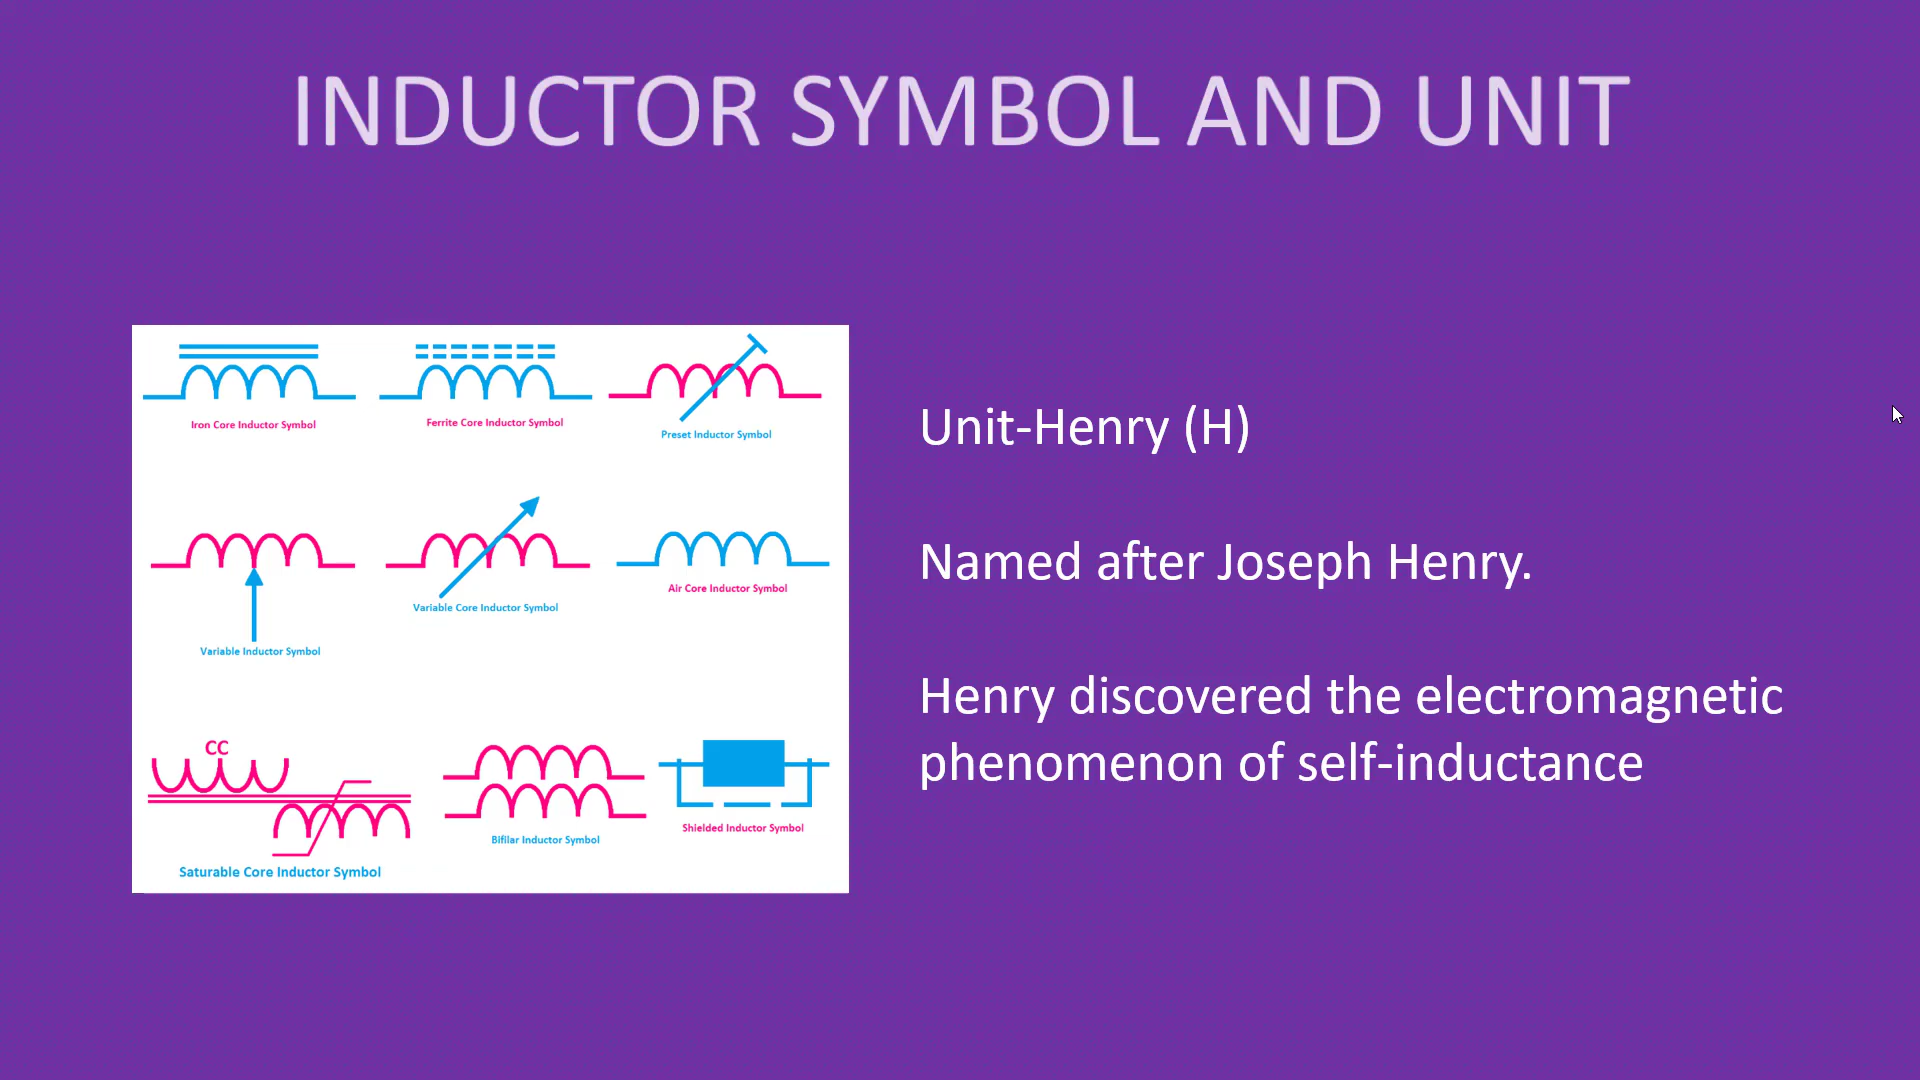 INDUCTOR SYMBOL AND UNIT
Iron Core Inductor Symbol
Ferrite Core Inductor Symbol
Preset Inductor Symbol
Variable Inductor Symbol
Variable Core Inductor Symbol
Air Core Inductor Symbol
CC
Saturable Core Inductor Symbol
Bifilar Inductor Symbol
Shielded Inductor Symbol
Unit-Henry (H)
Named after Joseph Henry.
Henry discovered the electromagnetic
phenomenon of self-inductance